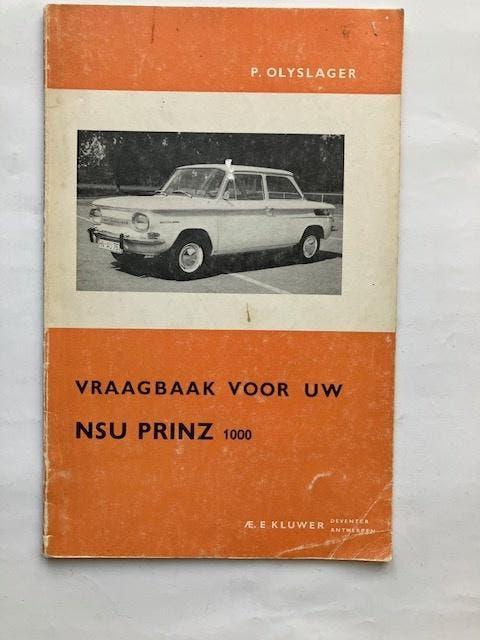 P. OLYSLAGER
VRAAGBAAK VOOR UW
NSU PRINZ 1000
Æ. E KLUWER DEVENTER
ANTWERPEN